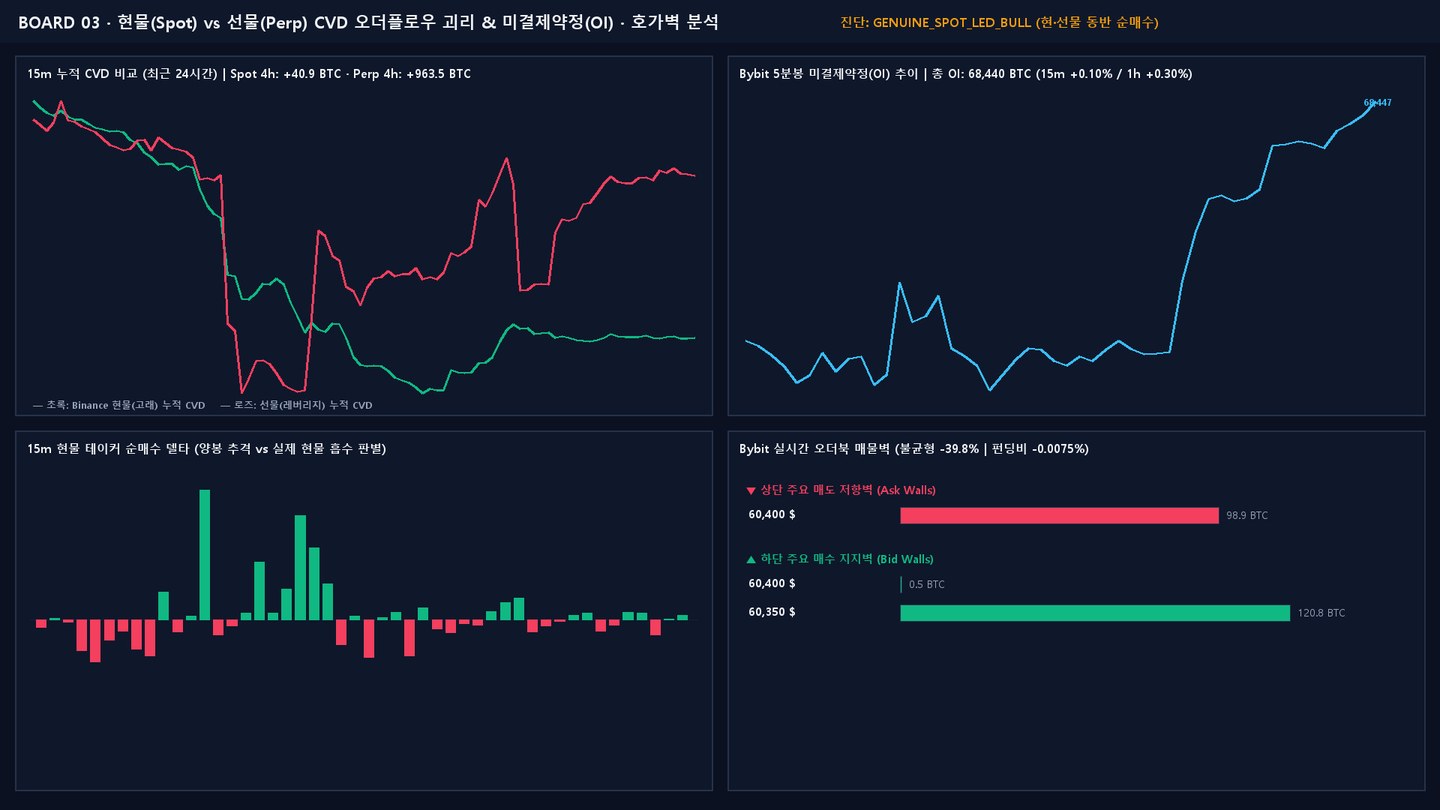 BOARD 03 · 현물(Spot) vs 선물(Perp) CVD 오더플로우 괴리 & 미결제약정(OI) · 호가벽 분석
진단: GENUINE_SPOT_LED_BULL (현·선물 동반 순매수)
15m 누적 CVD 비교 (최근 24시간) | Spot 4h: +40.9 BTC · Perp 4h: +963.5 BTC
— 초록: Binance 현물(고래) 누적 CVD — 로즈: 선물(레버리지) 누적 CVD
Bybit 5분봉 미결제약정(OI) 추이 | 총 OI: 68,440 BTC (15m +0.10% / 1h +0.30%)
68,447
15m 현물 테이커 순매수 델타 (양봉 추격 vs 실제 현물 흡수 판별)
Bybit 실시간 오더북 매물벽 (불균형 -39.8% | 펀딩비 -0.0075%)
▼ 상단 주요 매도 저항벽 (Ask Walls)
60,400 $ 98.9 BTC
▲ 하단 주요 매수 지지벽 (Bid Walls)
60,400 $ 0.5 BTC
60,350 $ 120.8 BTC